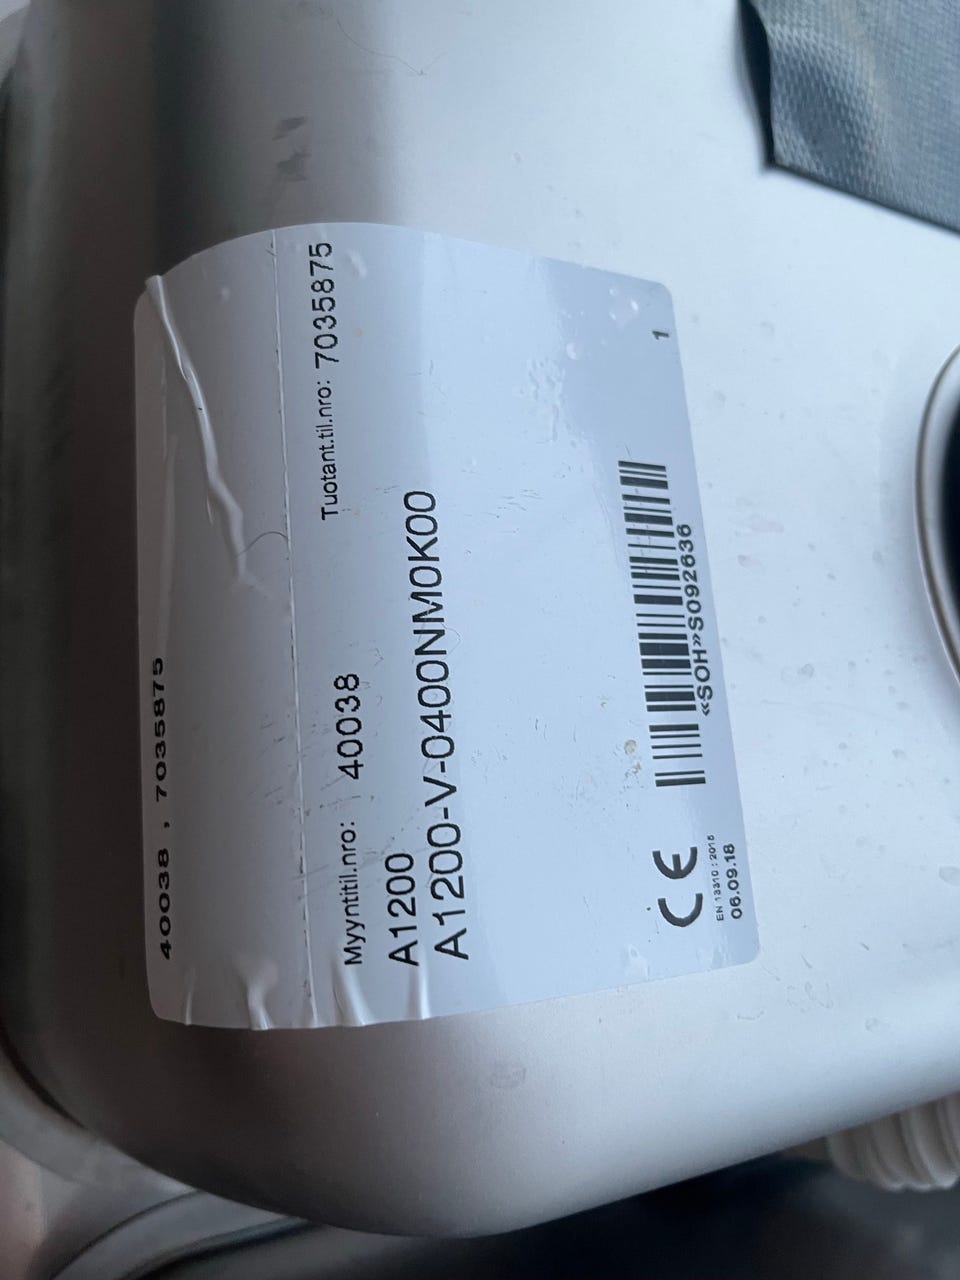 40038 , 7035875
Myyntitil.nro: 40038 Tuotant.til.nro: 7035875
A1200
A1200-V-0400NM0K00
CE
EN 13310 : 2015
06.09.18
«SOH»S092636
1